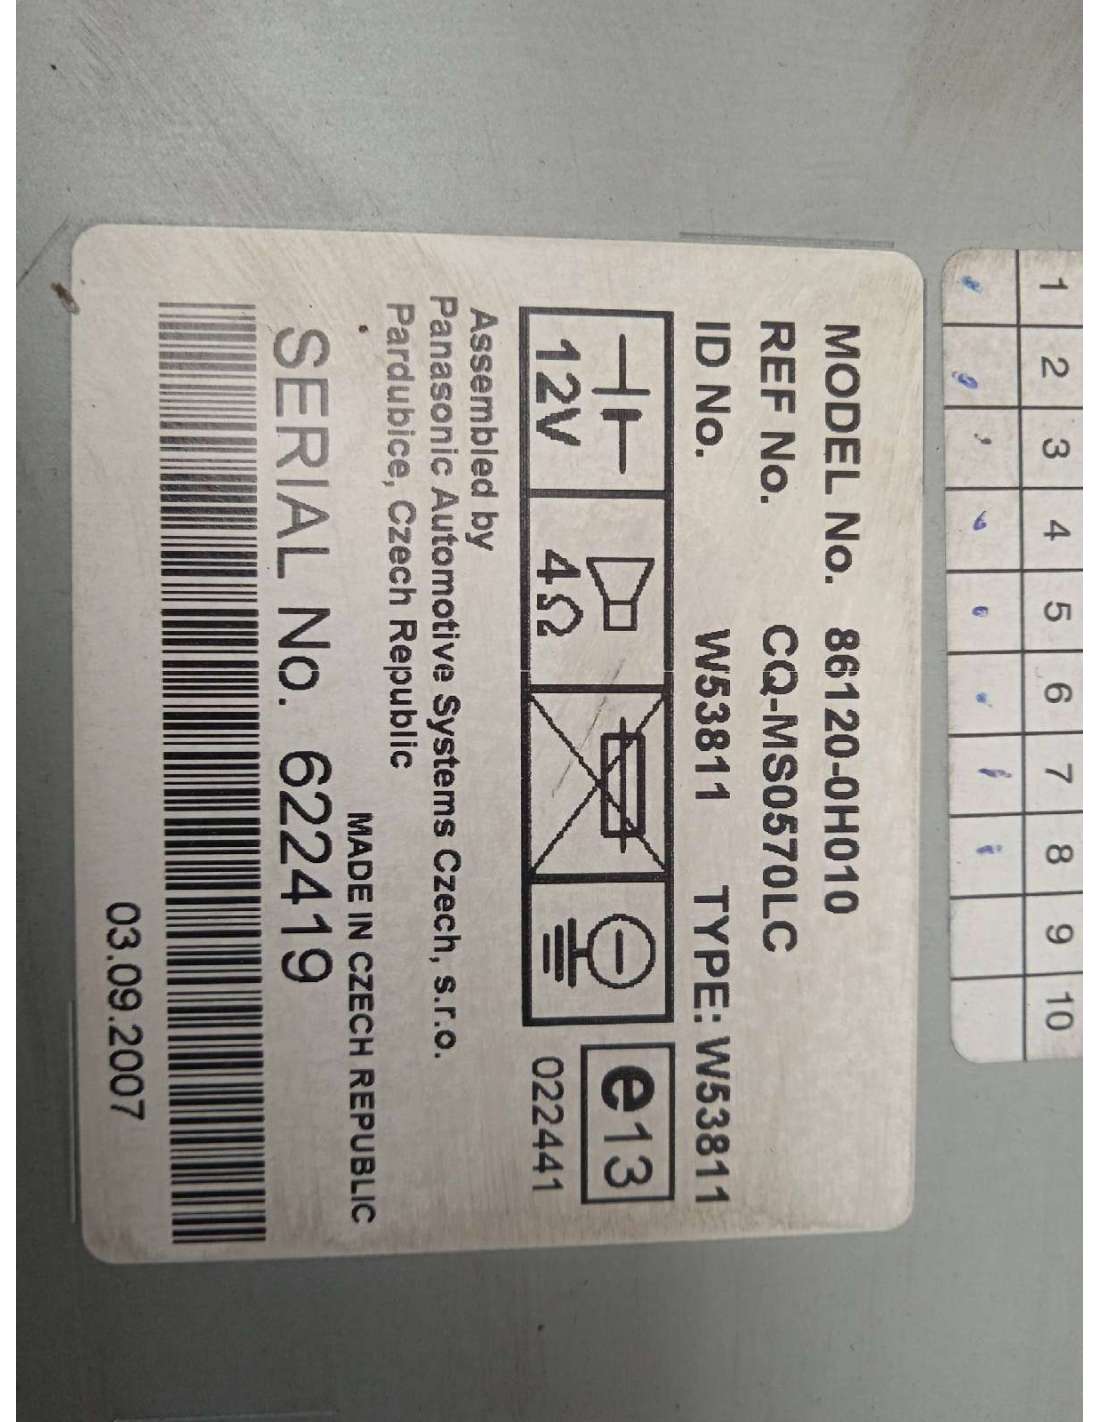 1 2 3 4 5 6 7 8 9 10
MODEL No. 86120-0H010
REF No. CQ-MS0570LC
ID No. W53811 TYPE: W53811
12V 4Ω e13
022441
Assembled by
Panasonic Automotive Systems Czech, s.r.o.
Pardubice, Czech Republic
MADE IN CZECH REPUBLIC
SERIAL No. 622419
03.09.2007